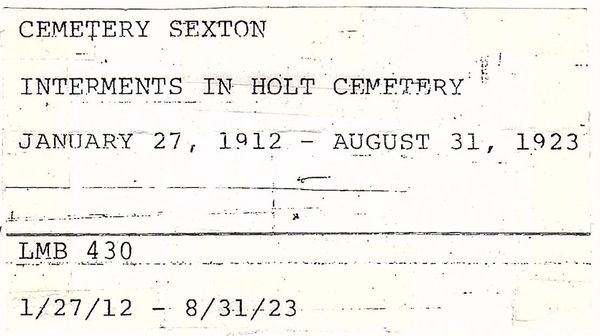 CEMETERY SEXTON
INTERMENTS IN HOLT CEMETERY
JANUARY 27, 1912 - AUGUST 31, 1923
LMB 430
1/27/12 - 8/31/23